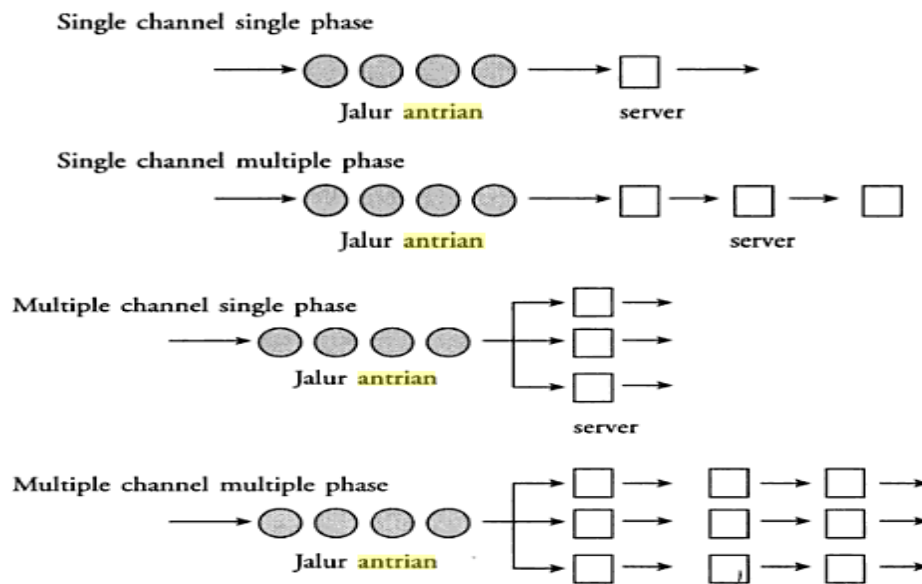 Single channel single phase
Jalur antrian server
Single channel multiple phase
Jalur antrian server
Multiple channel single phase
Jalur antrian
server
Multiple channel multiple phase
Jalur antrian